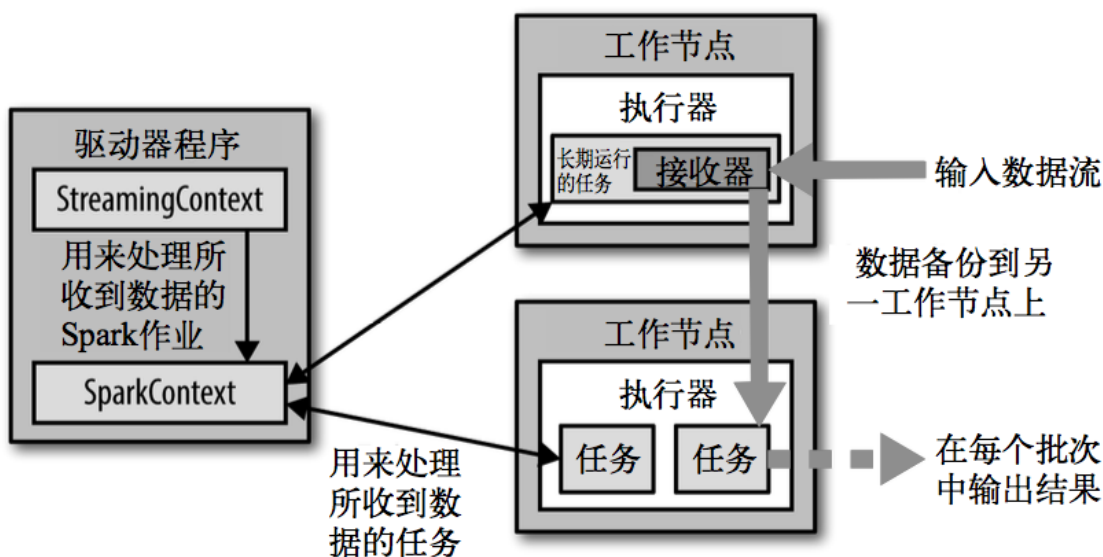 驱动器程序
StreamingContext
用来处理所
收到数据的
Spark作业
SparkContext
用来处理
所收到数
据的任务
工作节点
执行器
长期运行
的任务
接收器
输入数据流
数据备份到另
一工作节点上
工作节点
执行器
任务
任务
在每个批次
中输出结果